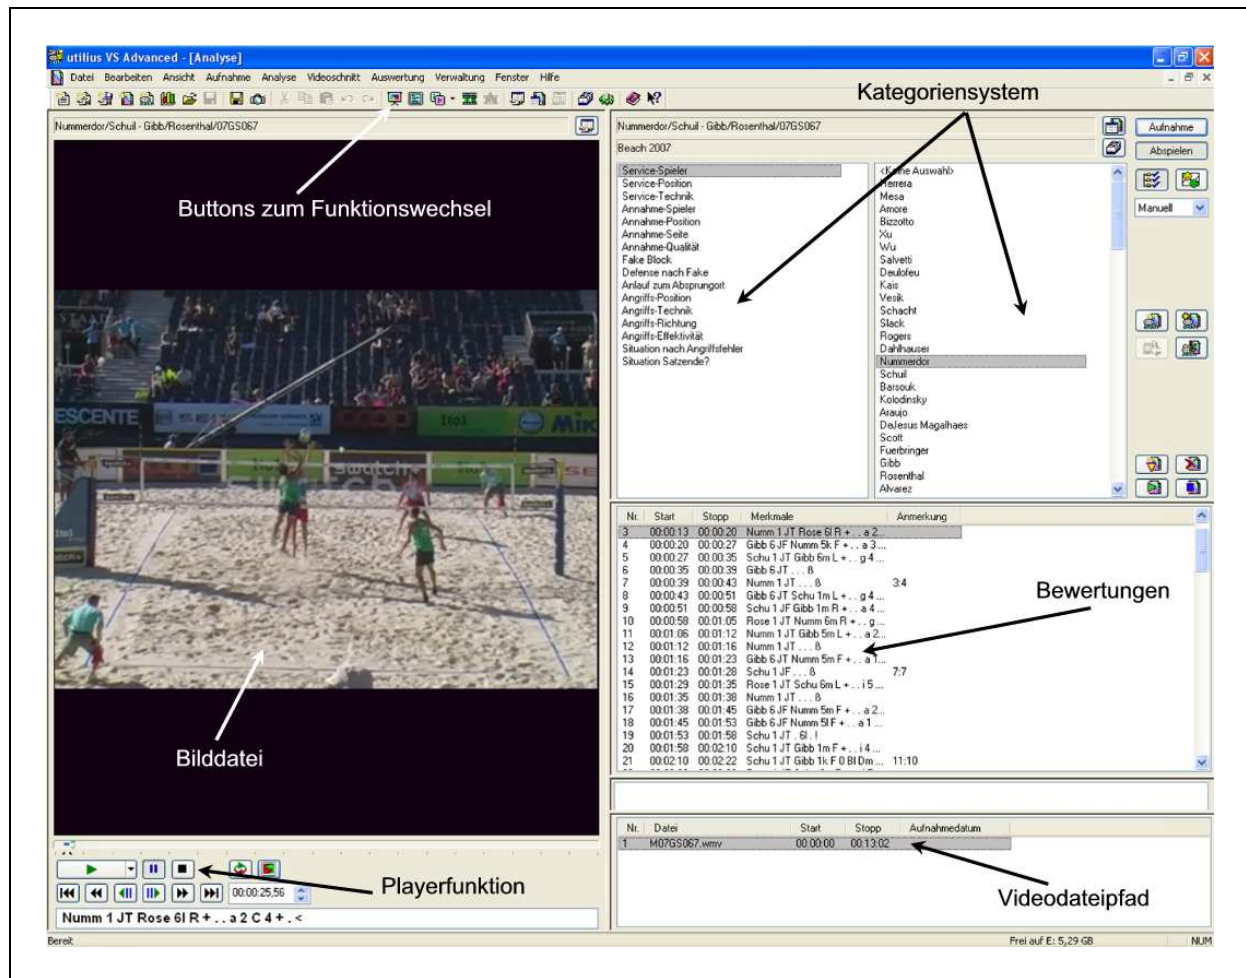 utilius VS Advanced - [Analyse]
Datei Bearbeiten Ansicht Aufnahme Analyse Videoschnitt Auswertung Verwaltung Fenster Hilfe
Kategoriensystem
Nummerdor/Schuil - Gibb/Rosenthal/07GS067
Nummerdor/Schuil - Gibb/Rosenthal/07GS067
Aufnahme
Beach 2007
Abspielen
Manuell
Buttons zum Funktionswechsel
Service-Spieler
Service-Position
Service-Technik
Annahme-Spieler
Annahme-Position
Annahme-Seite
Annahme-Qualität
Fake Block
Defense nach Fake
Anlauf zum Absprungort
Angriffs-Position
Angriffs-Technik
Angriffs-Richtung
Angriffs-Effektivität
Situation nach Angriffsfehler
Situation Satzende?
<Keine Auswahl>
Herrera
Mesa
Amore
Bizzotto
Xu
Wu
Salvetti
Deulofeu
Kais
Vesik
Schacht
Slack
Rogers
Dahlhauser
Nummerdor
Schuil
Barsouk
Kolodinsky
Araujo
DeJesus Magalhaes
Scott
Fuerbringer
Gibb
Rosenthal
Alvarez
ESCENTE
1to1
Mik
swatch
Bilddatei
Nr. Start Stopp Merkmale Anmerkung
3 00:00:13 00:00:20 Numm 1 JT Rose 6l R + . . a 2...
4 00:00:20 00:00:27 Gibb 6 JF Numm 5k F + . . a 3 ...
5 00:00:27 00:00:35 Schu 1 JT Gibb 6m L + . . g 4 ...
6 00:00:35 00:00:39 Gibb 6 JT . . . ß
7 00:00:39 00:00:43 Numm 1 JT . . . ß 3:4
8 00:00:43 00:00:51 Gibb 6 JT Schu 1m L + . . g 4 ...
9 00:00:51 00:00:58 Schu 1 JF Gibb 1m R + . . a 4 ...
10 00:00:58 00:01:05 Rose 1 JT Numm 6m R + . . g...
11 00:01:06 00:01:12 Numm 1 JT Gibb 5m L + . . a 2...
12 00:01:12 00:01:16 Numm 1 JT . . . ß
13 00:01:16 00:01:23 Gibb 6 JT Numm 5m F + . . a 1...
14 00:01:23 00:01:28 Schu 1 JF . . . ß 7:7
15 00:01:29 00:01:35 Rose 1 JT Schu 6m L + . . i 5 ...
16 00:01:35 00:01:38 Numm 1 JT . . . ß
17 00:01:38 00:01:45 Gibb 6 JF Numm 5m F + . . a 2...
18 00:01:45 00:01:53 Gibb 6 JF Numm 5l F + . . a 1 ...
19 00:01:53 00:01:58 Schu 1 JT . 6l . !
20 00:01:58 00:02:10 Schu 1 JT Gibb 1m F + . . i 4 ...
21 00:02:10 00:02:22 Schu 1 JT Gibb 1k F 0 Bl Dm ... 11:10
Bewertungen
Nr. Datei Start Stopp Aufnahmedatum
1 M07GS067.wmv 00:00:00 00:13:02
Playerfunktion
Videodateipfad
00:00:25,56
Numm 1 JT Rose 6l R + . . a 2 C 4 + . <
Bereit Frei auf E: 5,29 GB NUM